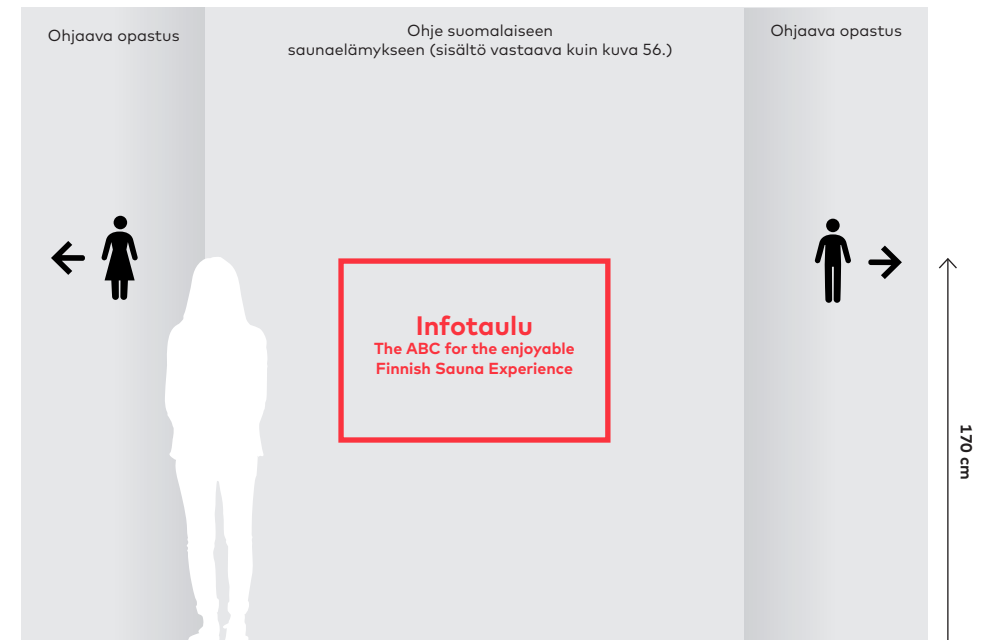 Ohjaava opastus
Ohje suomalaiseen
saunaelämykseen (sisältö vastaava kuin kuva 56.)
Ohjaava opastus
Infotaulu
The ABC for the enjoyable
Finnish Sauna Experience
170 cm